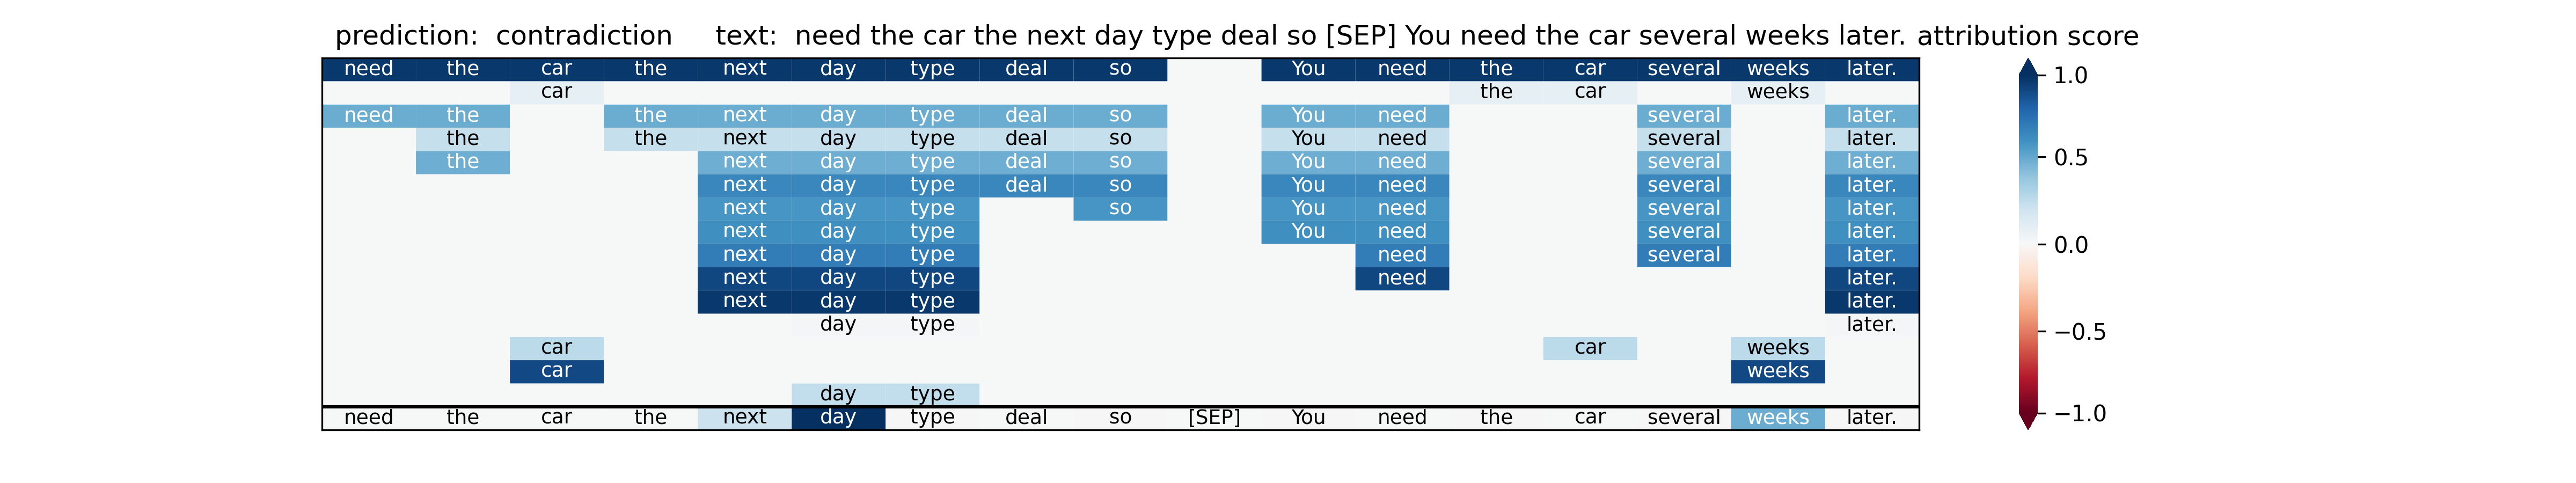 prediction: contradiction text: need the car the next day type deal so [SEP] You need the car several weeks later. attribution score
need the car the next day type deal so You need the car several weeks later.
car the car weeks
need the the next day type deal so You need several later.
the the next day type deal so You need several later.
the next day type deal so You need several later.
next day type deal so You need several later.
next day type so You need several later.
next day type You need several later.
next day type need several later.
next day type need later.
next day type later.
day type later.
car car weeks
car weeks
day type
need the car the next day type deal so [SEP] You need the car several weeks later.
1.0
0.5
0.0
−0.5
−1.0